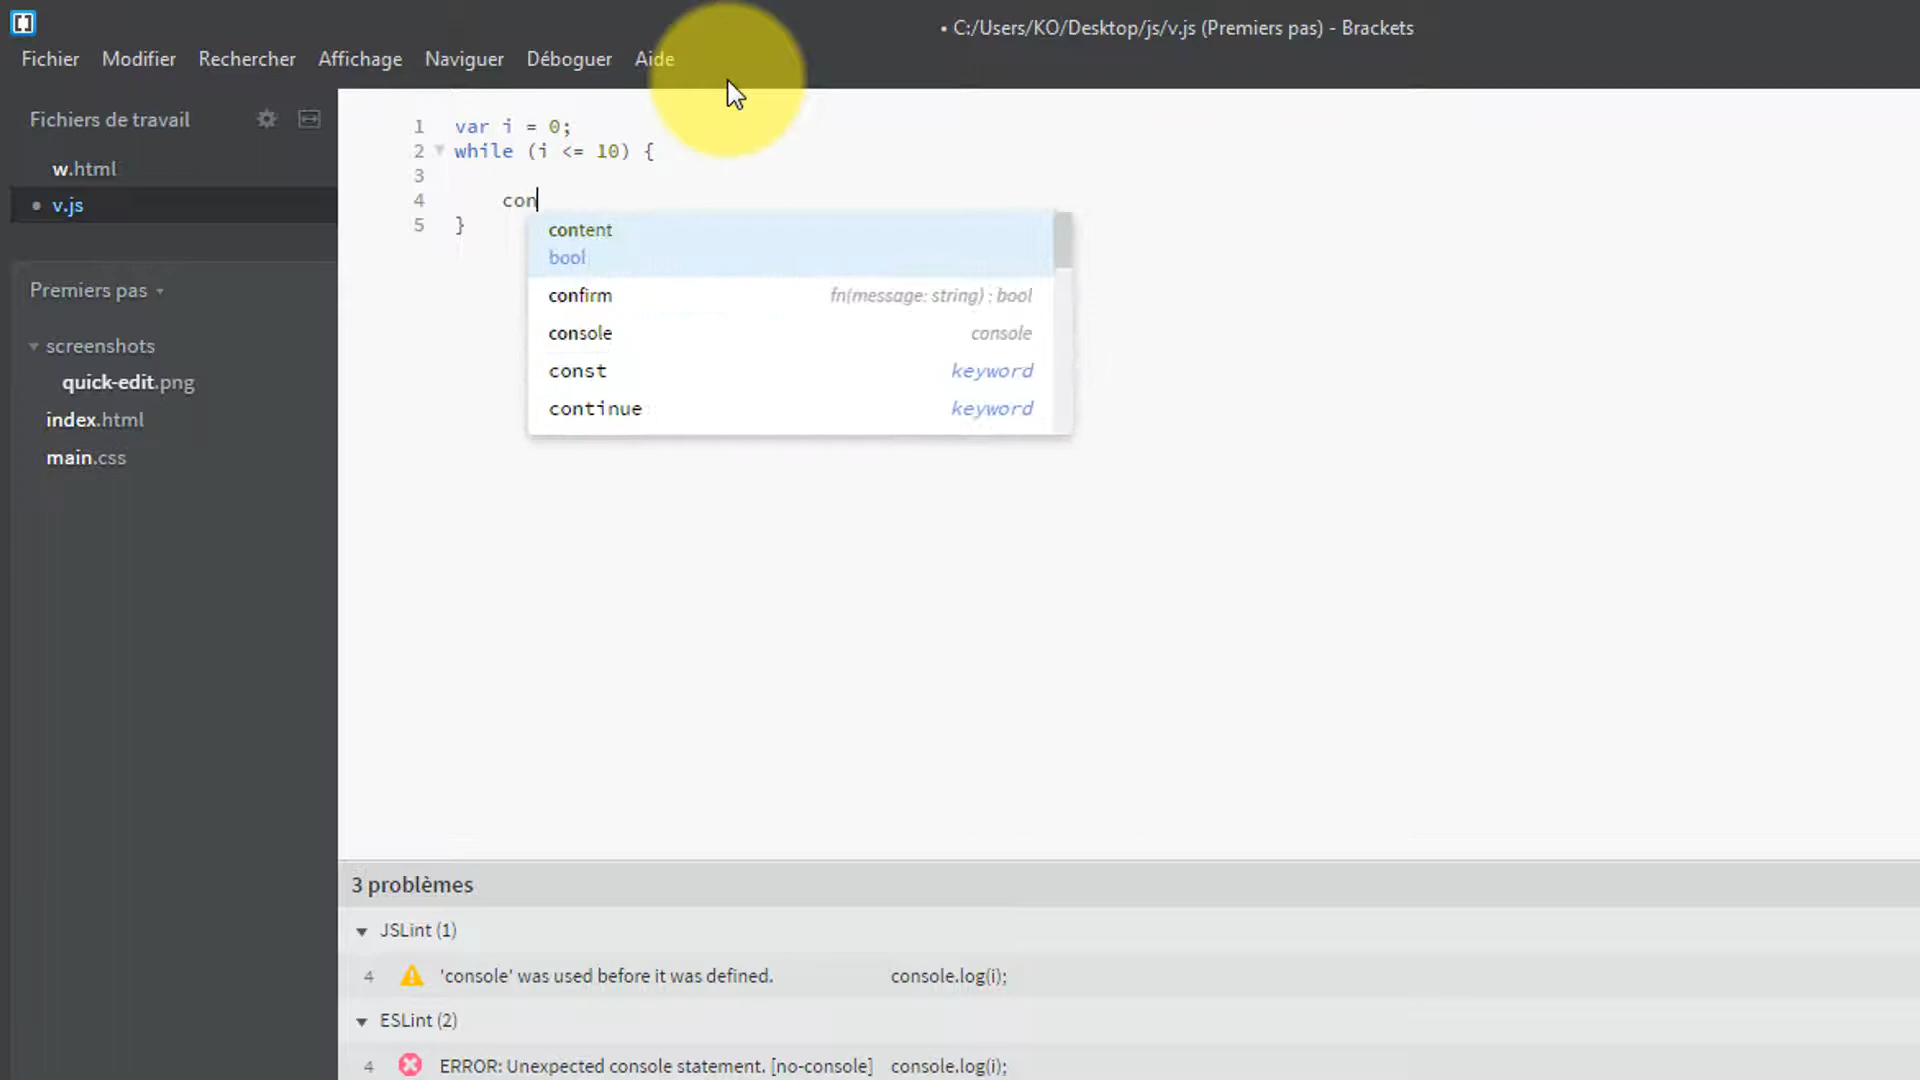 • C:/Users/KO/Desktop/js/v.js (Premiers pas) - Brackets
Fichier Modifier Rechercher Affichage Naviguer Déboguer Aide
Fichiers de travail
w.html
v.js
Premiers pas
screenshots
quick-edit.png
index.html
main.css
1 var i = 0;
2 while (i <= 10) {
3
4 con
5 }
content
bool
confirm fn(message: string) : bool
console console
const keyword
continue keyword
3 problèmes
JSLint (1)
4 'console' was used before it was defined. console.log(i);
ESLint (2)
4 ERROR: Unexpected console statement. [no-console] console.log(i);